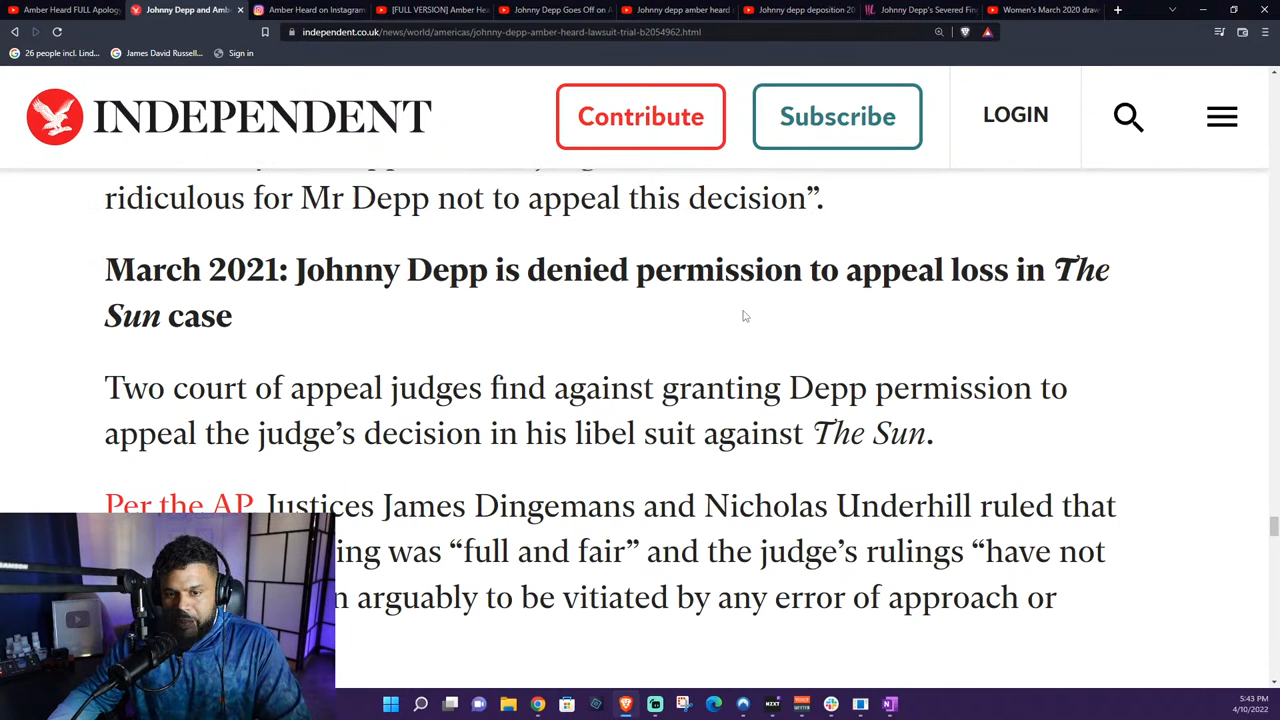 Amber Heard FULL Apology
Johnny Depp and Amb
Amber Heard on Instagram
[FULL VERSION] Amber Hea
Johnny Depp Goes Off on A
Johnny depp amber heard s
Johnny depp deposition 20
Johnny Depp's Severed Fing
Women's March 2020 draw
independent.co.uk/news/world/americas/johnny-depp-amber-heard-lawsuit-trial-b2054962.html
26 people incl. Lind...
James David Russell...
Sign in
INDEPENDENT
Contribute
Subscribe
LOGIN
ridiculous for Mr Depp not to appeal this decision”.
March 2021: Johnny Depp is denied permission to appeal loss in The
Sun case
Two court of appeal judges find against granting Depp permission to
appeal the judge’s decision in his libel suit against The Sun.
Per the AP, Justices James Dingemans and Nicholas Underhill ruled that
ing was “full and fair” and the judge’s rulings “have not
n arguably to be vitiated by any error of approach or
5:43 PM
4/10/2022